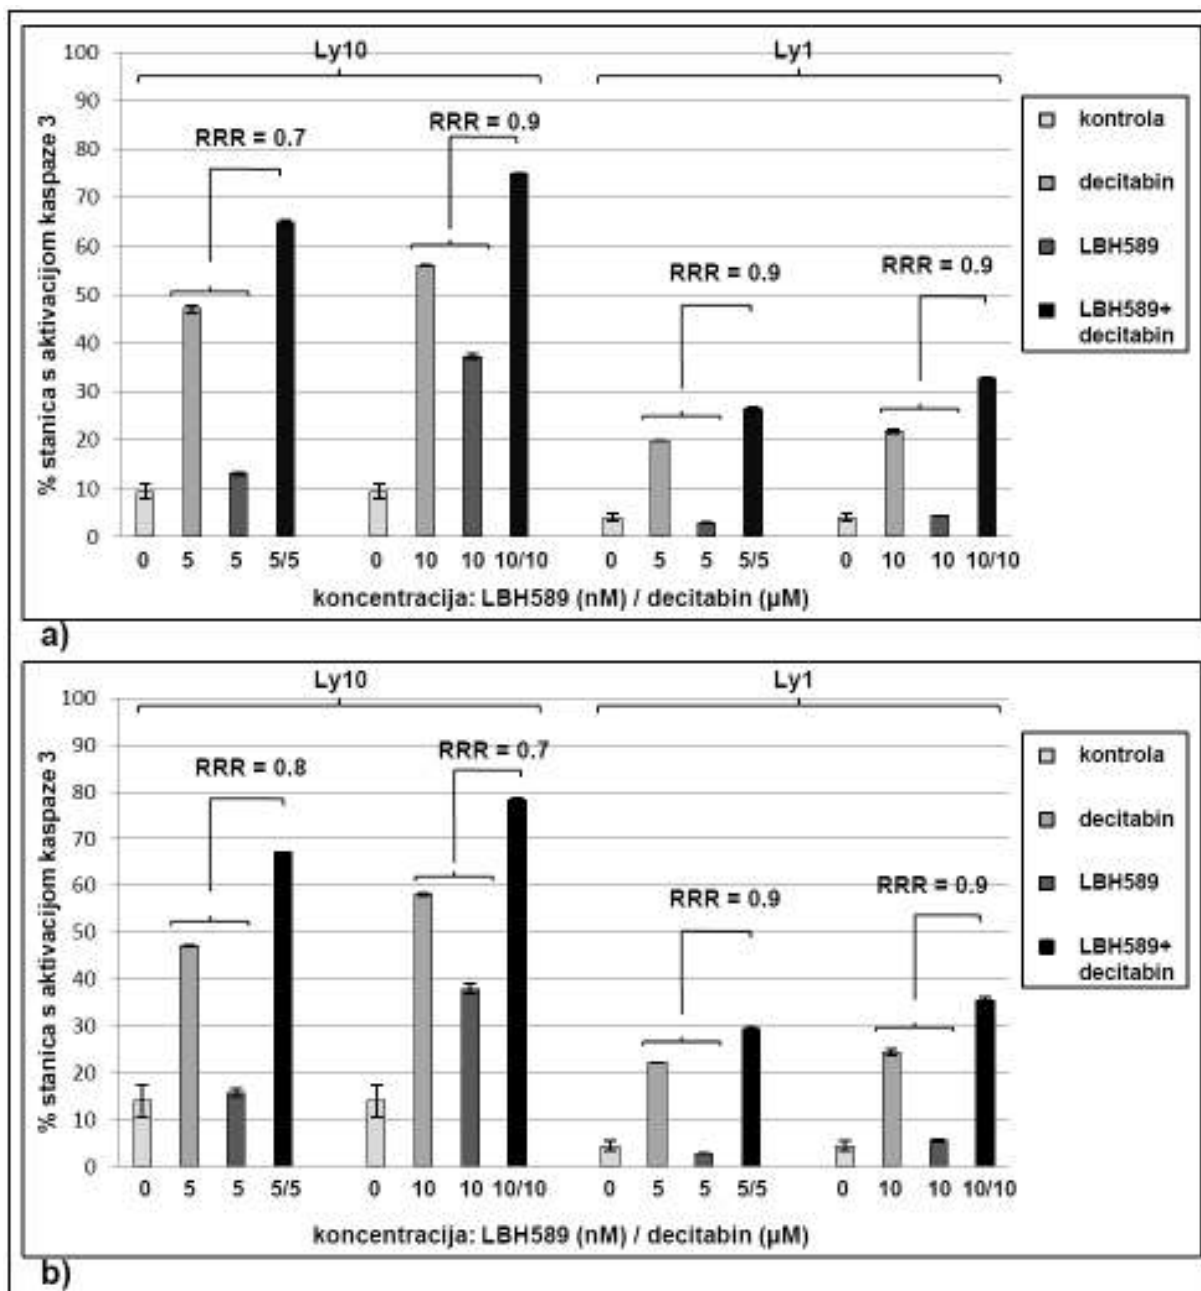 Ly10 Ly1
100
90
80
70
60
50
40
30
20
10
0
% stanica s aktivacijom kaspaze 3
RRR = 0.7
RRR = 0.9
RRR = 0.9
RRR = 0.9
kontrola
decitabin
LBH589
LBH589+
decitabin
0 5 5 5/5 0 10 10 10/10 0 5 5 5/5 0 10 10 10/10
koncentracija: LBH589 (nM) / decitabin (µM)
a)
Ly10 Ly1
100
90
80
70
60
50
40
30
20
10
0
% stanica s aktivacijom kaspaze 3
RRR = 0.8
RRR = 0.7
RRR = 0.9
RRR = 0.9
kontrola
decitabin
LBH589
LBH589+
decitabin
0 5 5 5/5 0 10 10 10/10 0 5 5 5/5 0 10 10 10/10
koncentracija: LBH589 (nM) / decitabin (µM)
b)